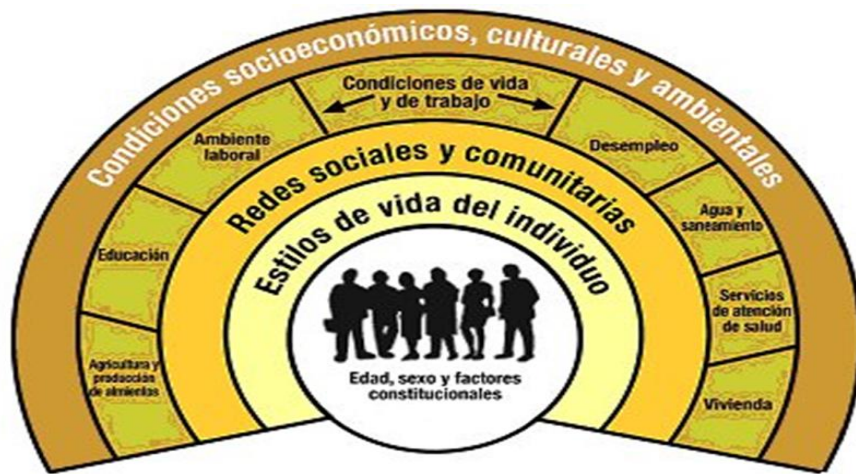 Condiciones socioeconómicos, culturales y ambientales
Condiciones de vida
y de trabajo
Ambiente
laboral
Desempleo
Educación
Agua y
saneamiento
Agricultura y
producción
de almientos
Servicios
de atención
de salud
Vivienda
Redes sociales y comunitarias
Estilos de vida del individuo
Edad, sexo y factores
constitucionales